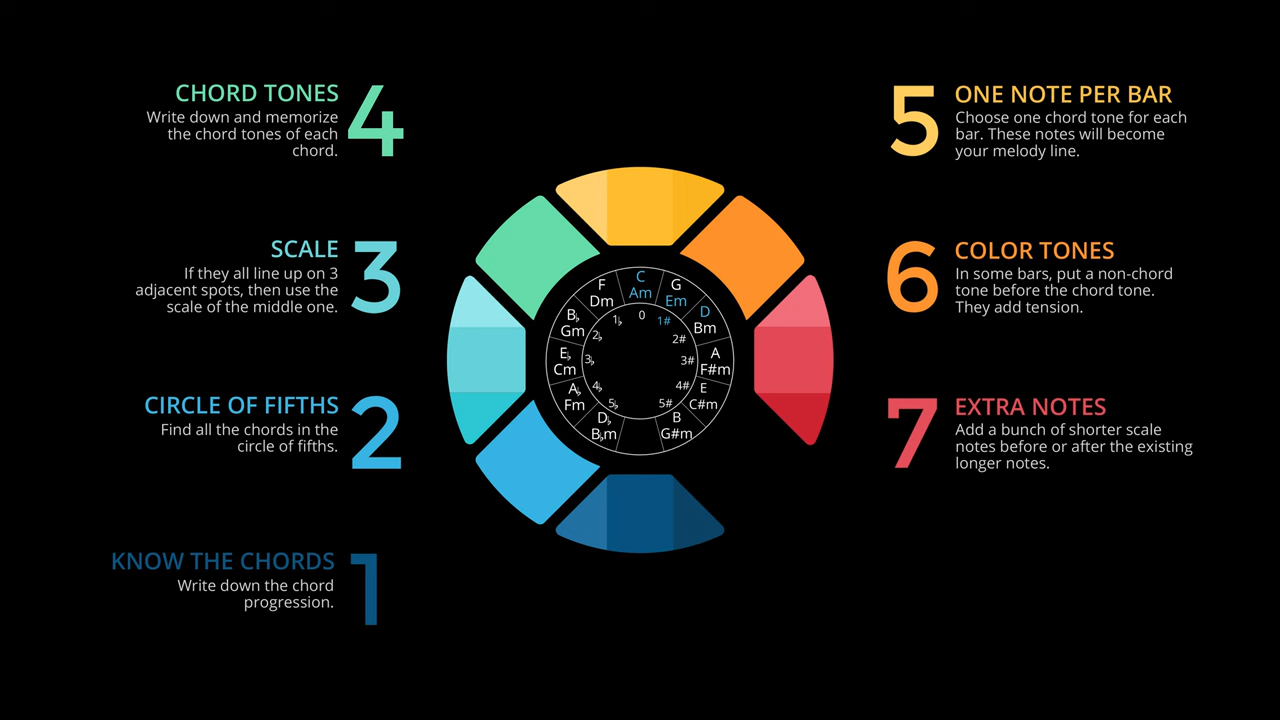 CHORD TONES
Write down and memorize
the chord tones of each
chord.
4
SCALE
If they all line up on 3
adjacent spots, then use the
scale of the middle one.
3
CIRCLE OF FIFTHS
Find all the chords in the
circle of fifths.
2
KNOW THE CHORDS
Write down the chord
progression.
1
5
ONE NOTE PER BAR
Choose one chord tone for each
bar. These notes will become
your melody line.
6
COLOR TONES
In some bars, put a non-chord
tone before the chord tone.
They add tension.
7
EXTRA NOTES
Add a bunch of shorter scale
notes before or after the existing
longer notes.
C
Am
0
G
Em
1#
D
Bm
2#
A
F#m
3#
E
C#m
4#
B
G#m
5#
D♭
B♭m
5♭
A♭
Fm
4♭
E♭
Cm
3♭
B♭
Gm
2♭
F
Dm
1♭